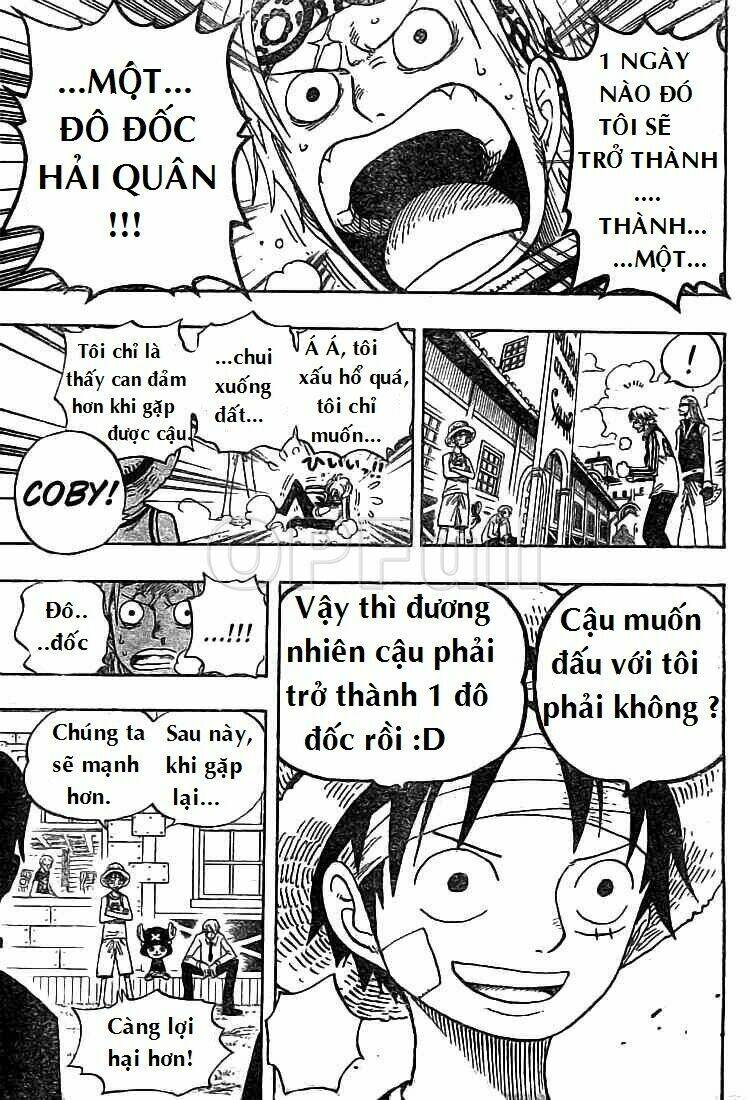 1 NGÀY
NÀO ĐÓ
TÔI SẼ
TRỞ THÀNH
....
THÀNH...
...MỘT...
...MỘT...
ĐÔ ĐỐC
HẢI QUÂN
!!!
!
Á Á, tôi
xấu hổ quá,
tôi chỉ
muốn...
...chui
xuống
đất...
Tôi chỉ là
thấy can đảm
hơn khi gặp
được cậu.
COBY!
OPFun
Cậu muốn
đấu với tôi
phải không ?
Vậy thì đương
nhiên cậu phải
trở thành 1 đô
đốc rồi :D
...!!!
Đô..
..đốc
Sau này,
khi gặp
lại...
Chúng ta
sẽ mạnh
hơn.
Càng lợi
hại hơn!